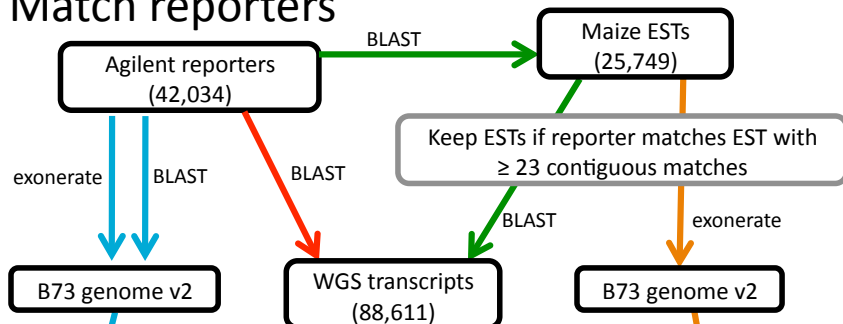 Match reporters
BLAST
Maize ESTs
(25,749)
Agilent reporters
(42,034)
Keep ESTs if reporter matches EST with
≥ 23 contiguous matches
exonerate
BLAST
BLAST
BLAST
exonerate
B73 genome v2
WGS transcripts
(88,611)
B73 genome v2